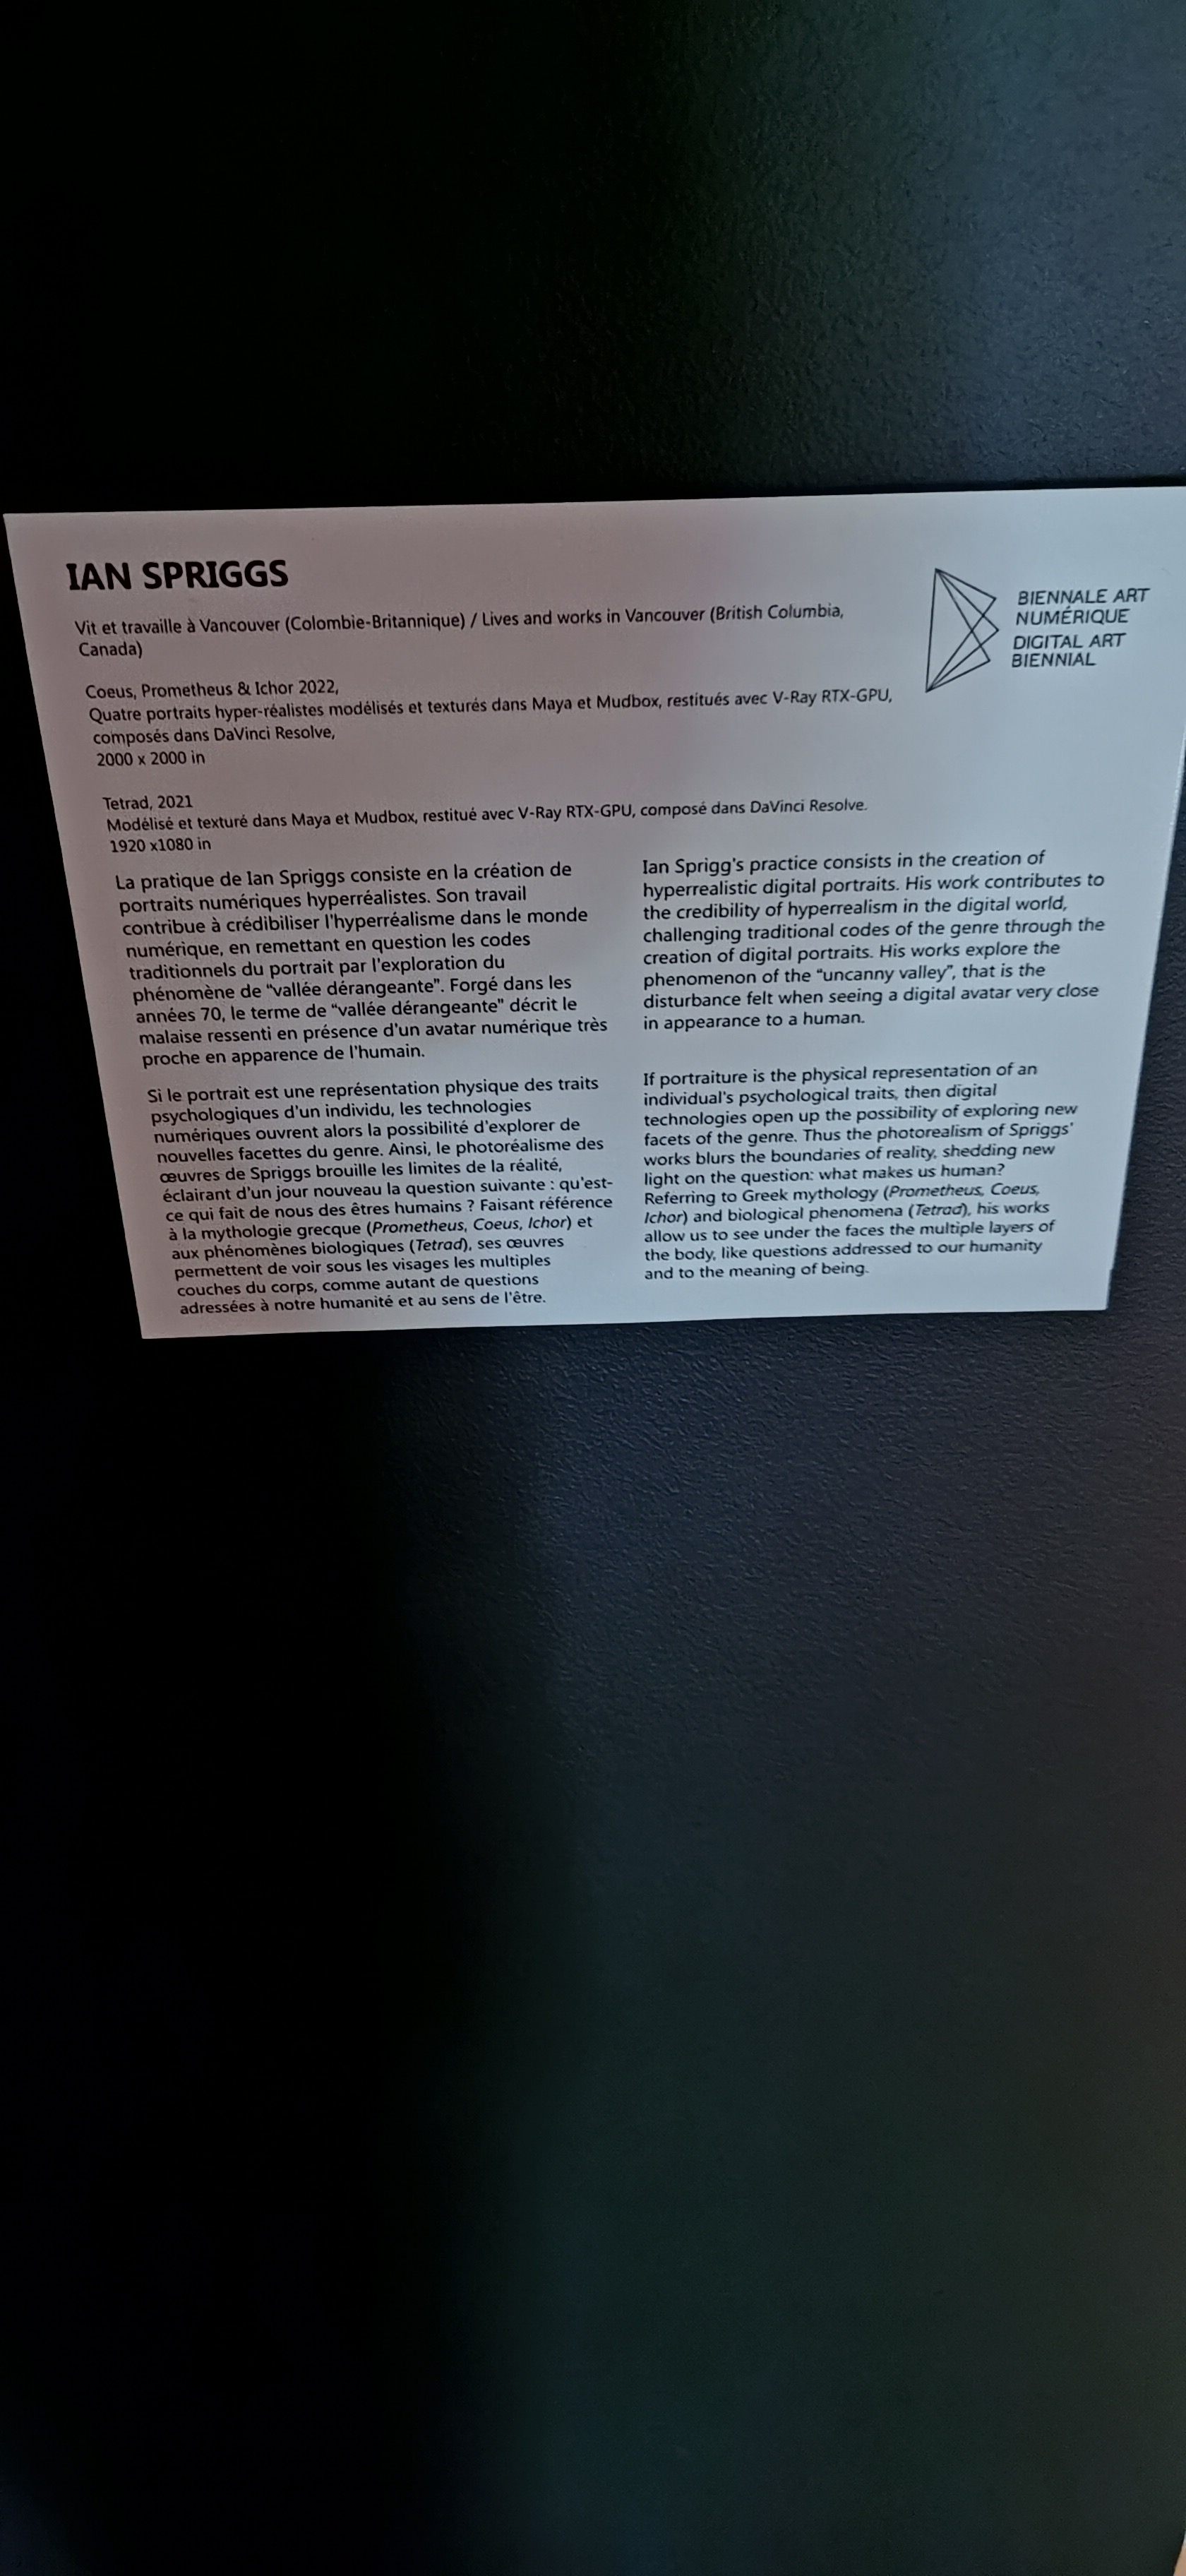 IAN SPRIGGS
Vit et travaille à Vancouver (Colombie-Britannique) / Lives and works in Vancouver (British Columbia,
Canada)
BIENNALE ART
NUMÉRIQUE
DIGITAL ART
BIENNIAL
Coeus, Prometheus & Ichor 2022,
Quatre portraits hyper-réalistes modélisés et texturés dans Maya et Mudbox, restitués avec V-Ray RTX-GPU,
composés dans DaVinci Resolve,
2000 x 2000 in
Tetrad, 2021
Modélisé et texturé dans Maya et Mudbox, restitué avec V-Ray RTX-GPU, composé dans DaVinci Resolve.
1920 x1080 in
La pratique de Ian Spriggs consiste en la création de
portraits numériques hyperréalistes. Son travail
contribue à crédibiliser l'hyperréalisme dans le monde
numérique, en remettant en question les codes
traditionnels du portrait par l'exploration du
phénomène de “vallée dérangeante”. Forgé dans les
années 70, le terme de “vallée dérangeante" décrit le
malaise ressenti en présence d'un avatar numérique très
proche en apparence de l'humain.
Si le portrait est une représentation physique des traits
psychologiques d'un individu, les technologies
numériques ouvrent alors la possibilité d'explorer de
nouvelles facettes du genre. Ainsi, le photoréalisme des
œuvres de Spriggs brouille les limites de la réalité,
éclairant d'un jour nouveau la question suivante : qu'est-
ce qui fait de nous des êtres humains ? Faisant référence
à la mythologie grecque (Prometheus, Coeus, Ichor) et
aux phénomènes biologiques (Tetrad), ses œuvres
permettent de voir sous les visages les multiples
couches du corps, comme autant de questions
adressées à notre humanité et au sens de l'être.
Ian Sprigg's practice consists in the creation of
hyperrealistic digital portraits. His work contributes to
the credibility of hyperrealism in the digital world,
challenging traditional codes of the genre through the
creation of digital portraits. His works explore the
phenomenon of the “uncanny valley”, that is the
disturbance felt when seeing a digital avatar very close
in appearance to a human.
If portraiture is the physical representation of an
individual's psychological traits, then digital
technologies open up the possibility of exploring new
facets of the genre. Thus the photorealism of Spriggs'
works blurs the boundaries of reality, shedding new
light on the question: what makes us human?
Referring to Greek mythology (Prometheus, Coeus,
Ichor) and biological phenomena (Tetrad), his works
allow us to see under the faces the multiple layers of
the body, like questions addressed to our humanity
and to the meaning of being.